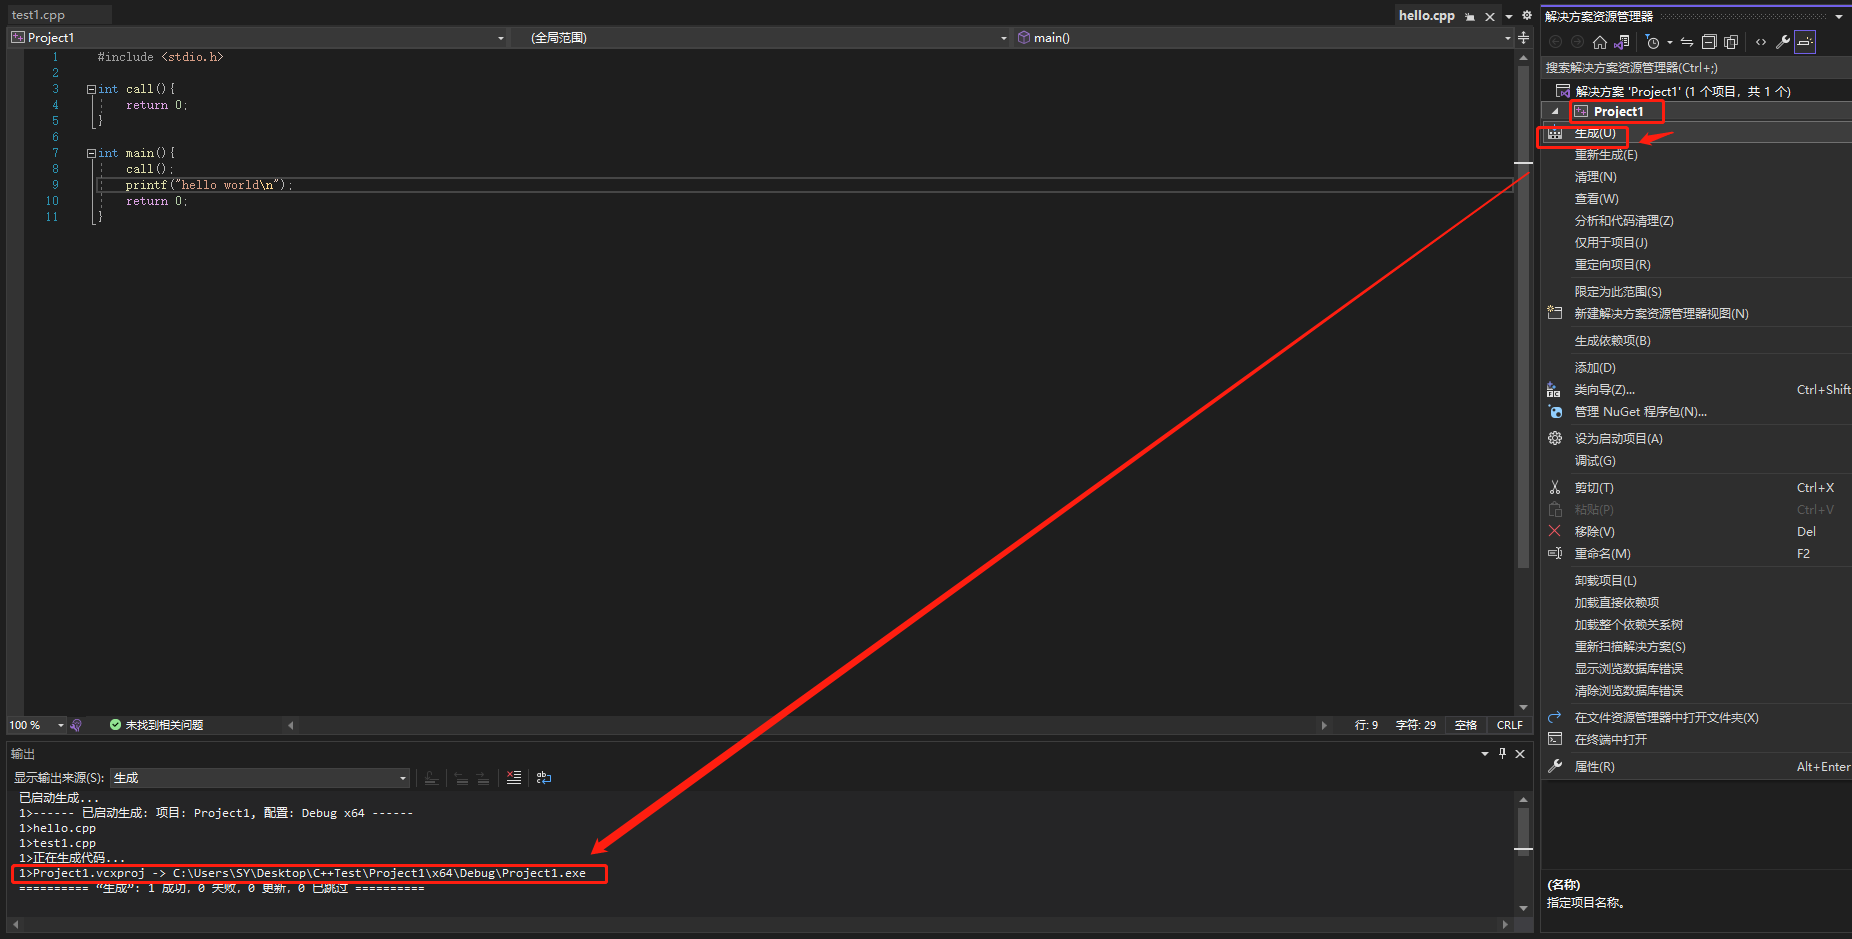 test1.cpp
hello.cpp
Project1
(全局范围)
main()
1 #include <stdio.h>
2
3 int call(){
4 return 0;
5 }
6
7 int main(){
8 call();
9 printf("hello world\n");
10 return 0;
11 }
100 %
未找到相关问题
行: 9
字符: 29
空格
CRLF
输出
显示输出来源(S): 生成
已启动生成...
1>------ 已启动生成: 项目: Project1, 配置: Debug x64 ------
1>hello.cpp
1>test1.cpp
1>正在生成代码...
1>Project1.vcxproj -> C:\Users\SY\Desktop\C++Test\Project1\x64\Debug\Project1.exe
========== “生成”: 1 成功，0 失败，0 更新，0 已跳过 ==========
解决方案资源管理器
搜索解决方案资源管理器(Ctrl+;)
解决方案 'Project1' (1 个项目，共 1 个)
Project1
生成(U)
重新生成(E)
清理(N)
查看(W)
分析和代码清理(Z)
仅用于项目(J)
重定向项目(R)
限定为此范围(S)
新建解决方案资源管理器视图(N)
生成依赖项(B)
添加(D)
类向导(Z)... Ctrl+Shift
管理 NuGet 程序包(N)...
设为启动项目(A)
调试(G)
剪切(T) Ctrl+X
粘贴(P) Ctrl+V
移除(V) Del
重命名(M) F2
卸载项目(L)
加载直接依赖项
加载整个依赖关系树
重新扫描解决方案(S)
显示浏览数据库错误
清除浏览数据库错误
在文件资源管理器中打开文件夹(X)
在终端中打开
属性(R) Alt+Enter
(名称)
指定项目名称。